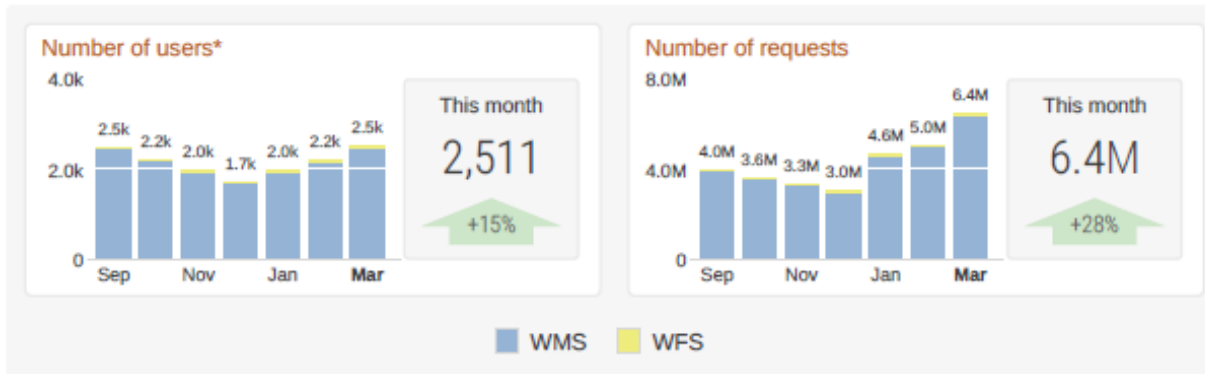 Number of users*
4.0k
2.0k
0
2.5k
2.2k
2.0k
1.7k
2.0k
2.2k
2.5k
Sep
Nov
Jan
Mar
This month
2,511
+15%
Number of requests
8.0M
4.0M
0
4.0M
3.6M
3.3M
3.0M
4.6M
5.0M
6.4M
Sep
Nov
Jan
Mar
This month
6.4M
+28%
WMS
WFS